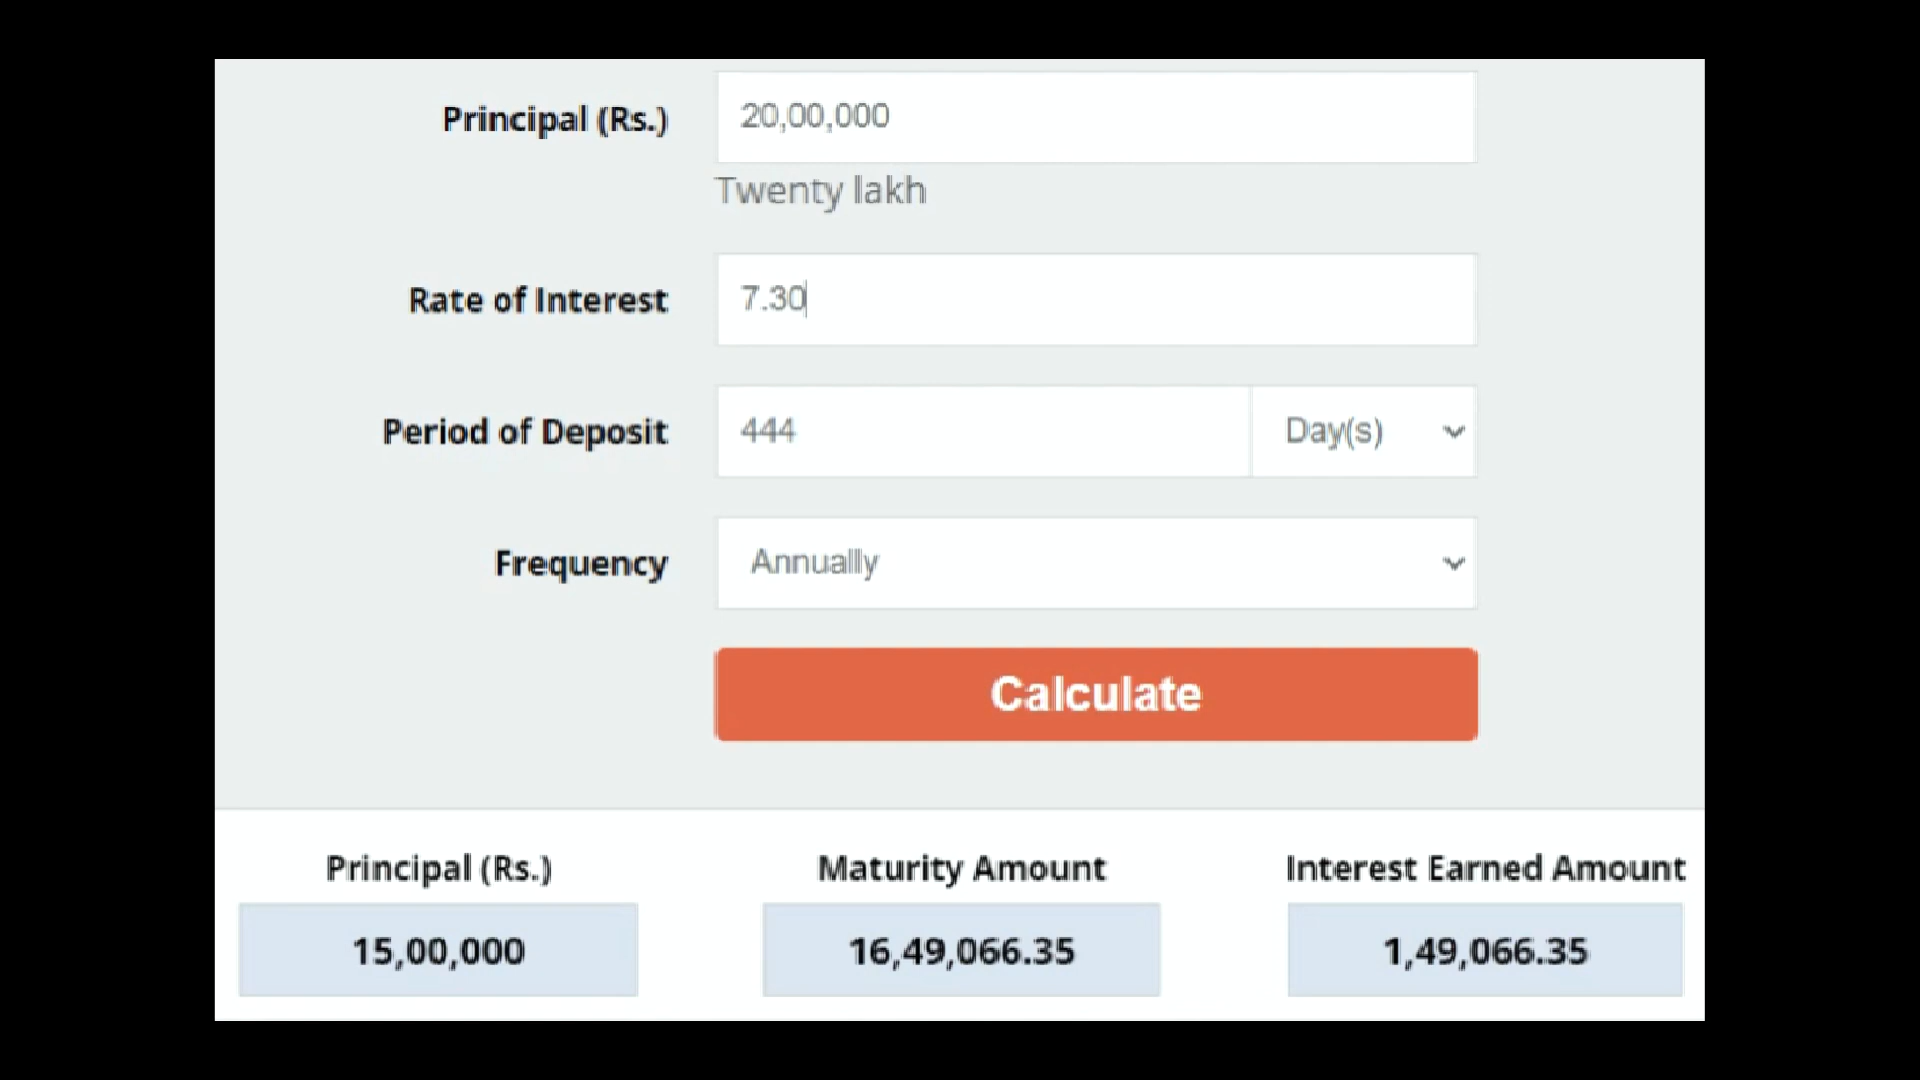 Principal (Rs.) 20,00,000
Twenty lakh
Rate of Interest 7.30
Period of Deposit 444 Day(s)
Frequency Annually
Calculate
Principal (Rs.) Maturity Amount Interest Earned Amount
15,00,000 16,49,066.35 1,49,066.35